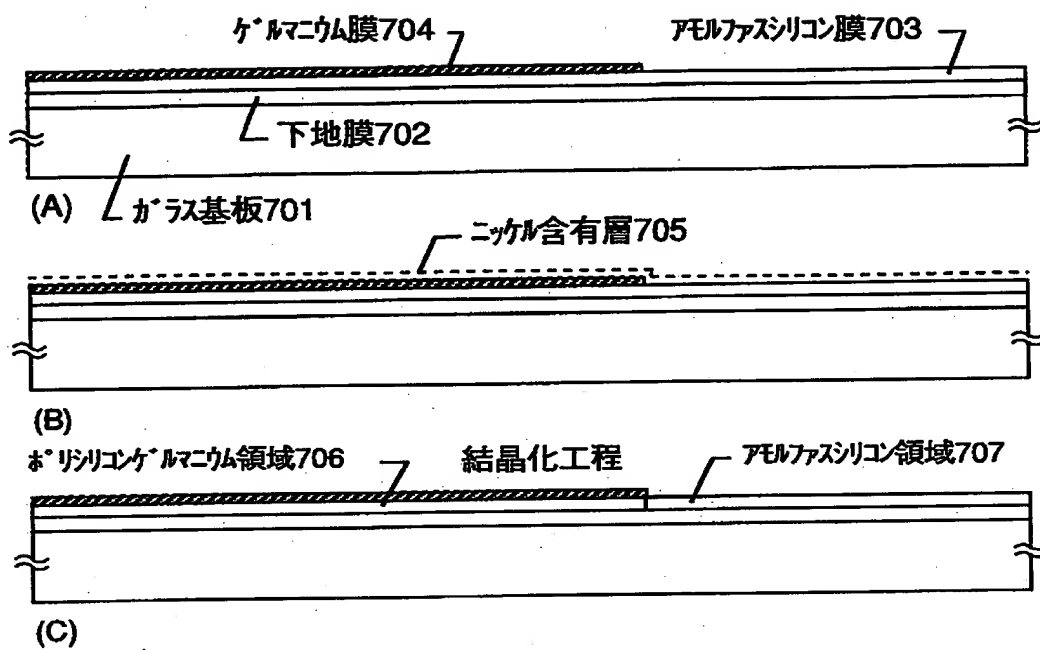 ゲルマニウム膜704
アモルファスシリコン膜703
下地膜702
(A)
ガラス基板701
ニッケル含有層705
(B)
ポリシリコンゲルマニウム領域706
結晶化工程
アモルファスシリコン領域707
(C)